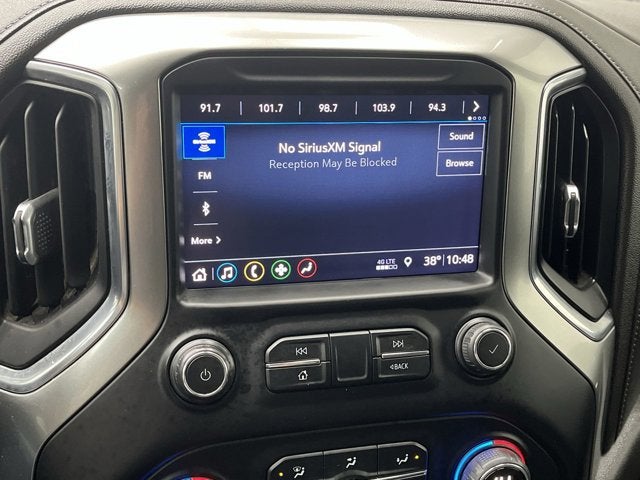 91.7 101.7 98.7 103.9 94.3
SiriusXM
No SiriusXM Signal
Reception May Be Blocked
Sound
Browse
FM
More
4G LTE
38° 10:48
BACK